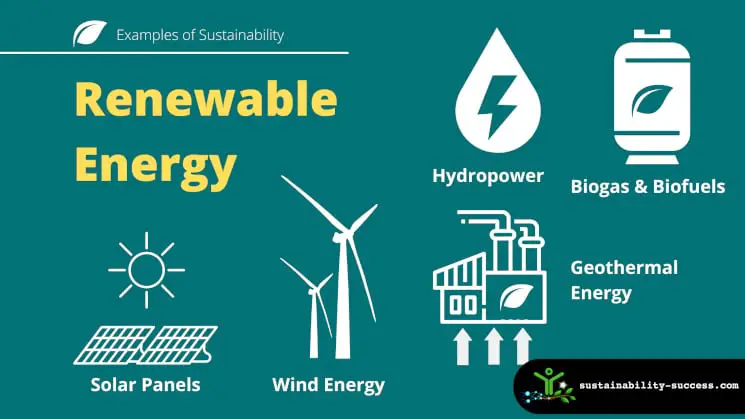 Examples of Sustainability
Renewable
Energy
Hydropower
Biogas & Biofuels
Geothermal
Energy
Solar Panels
Wind Energy
sustainability-success.com